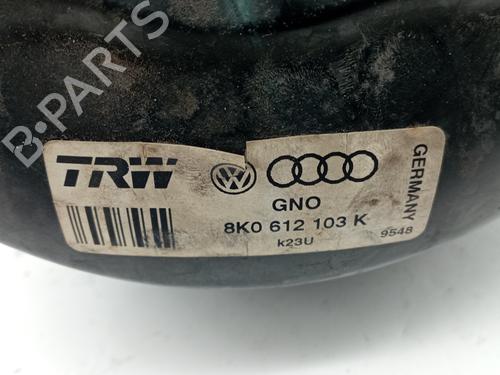 B-PARTS
TRW
GNO
8K0 612 103 K
k23U
GERMANY
9548